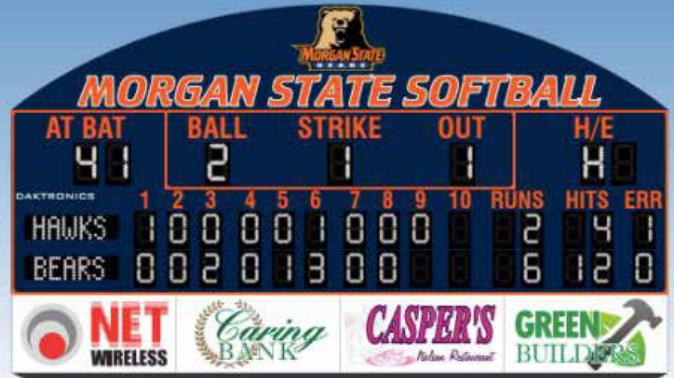 MORGAN STATE
BEARS
MORGAN STATE SOFTBALL
AT BAT BALL STRIKE OUT H/E
41 2 1 1 H
DAKTRONICS 1 2 3 4 5 6 7 8 9 10 RUNS HITS ERR
HAWKS 1 0 0 0 0 1 0 0 0 2 4 1
BEARS 0 0 2 0 1 3 0 0 6 12 0
NET WIRELESS
Caring BANK
CASPER'S
Italian Restaurant
GREEN BUILDERS